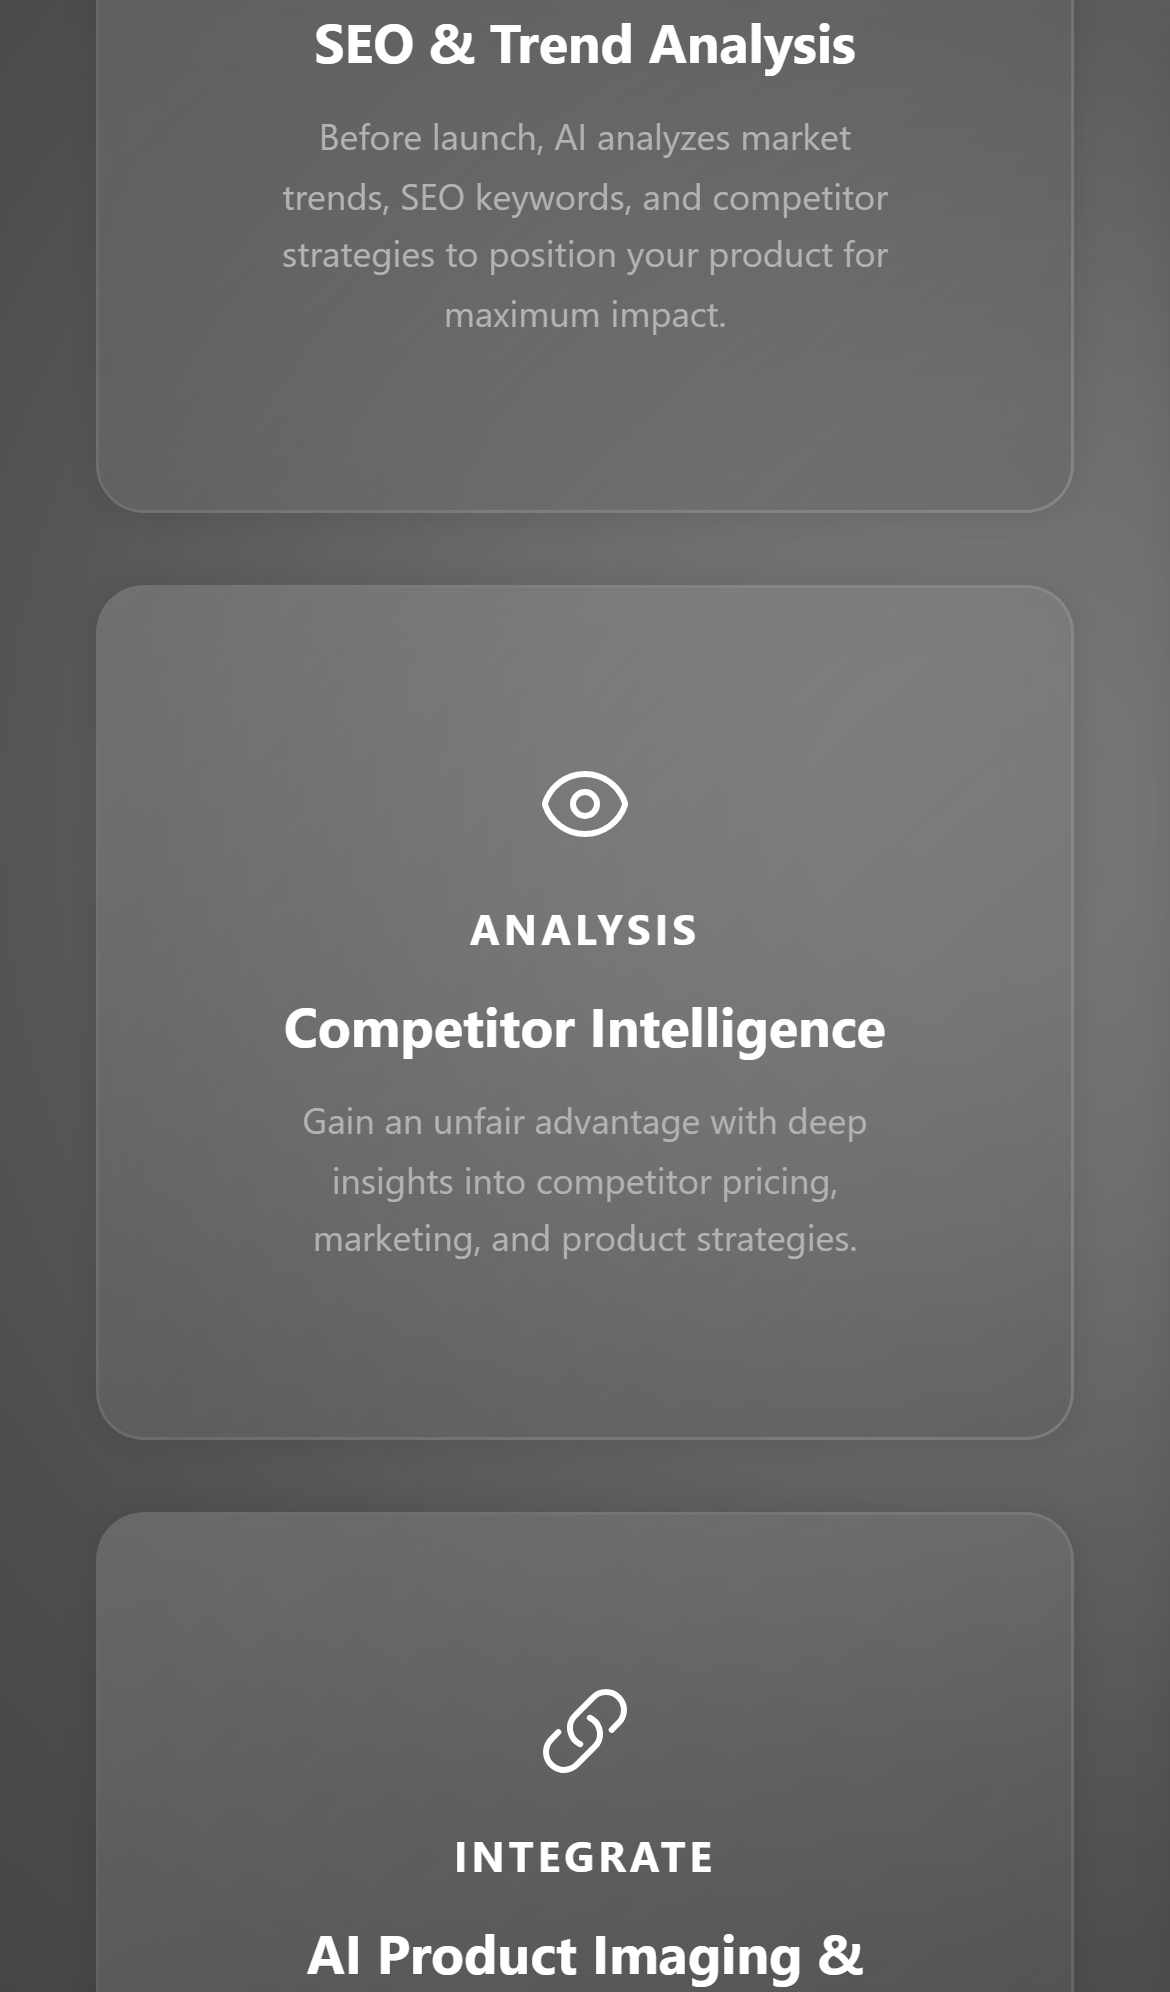 SEO & Trend Analysis
Before launch, AI analyzes market
trends, SEO keywords, and competitor
strategies to position your product for
maximum impact.
ANALYSIS
Competitor Intelligence
Gain an unfair advantage with deep
insights into competitor pricing,
marketing, and product strategies.
INTEGRATE
AI Product Imaging &